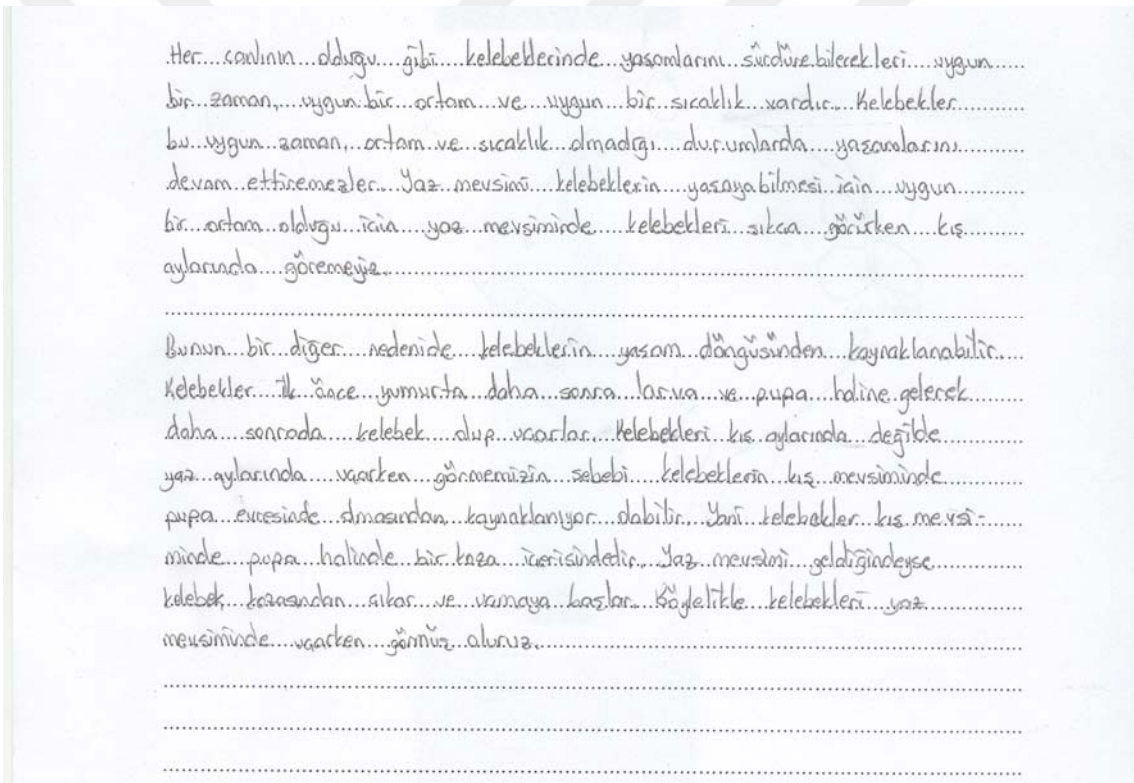 Her canlının olduğu gibi kelebeklerinde yaşamlarını sürdürebilecekleri uygun
bir zaman, uygun bir ortam ve uygun bir sıcaklık vardır. Kelebekler
bu uygun zaman, ortam ve sıcaklık olmadığı durumlarda yaşamlarını
devam ettiremezler. Yaz mevsimi kelebeklerin yaşayabilmesi için uygun
bir ortam olduğu için yaz mevsiminde kelebekleri sıkça görürken kış
aylarında göremeyiz.
Bunun bir diğer nedenide kelebeklerin yaşam döngüsünden kaynaklanabilir.
Kelebekler ilk önce yumurta daha sonra larva ve pupa haline gelerek
daha sonrada kelebek olup uçarlar. Kelebekleri kış aylarında değilde
yaz aylarında uçarken görmemizin sebebi kelebeklerin kış mevsiminde
pupa evresinde olmasından kaynaklanıyor olabilir. Yani kelebekler kış mevsi-
minde pupa halinde bir koza içerisindedir. Yaz mevsimi geldiğindeyse
kelebek kozasından çıkar ve uçmaya başlar. Böylelikle kelebekleri yaz
mevsiminde uçarken görmüş oluruz.